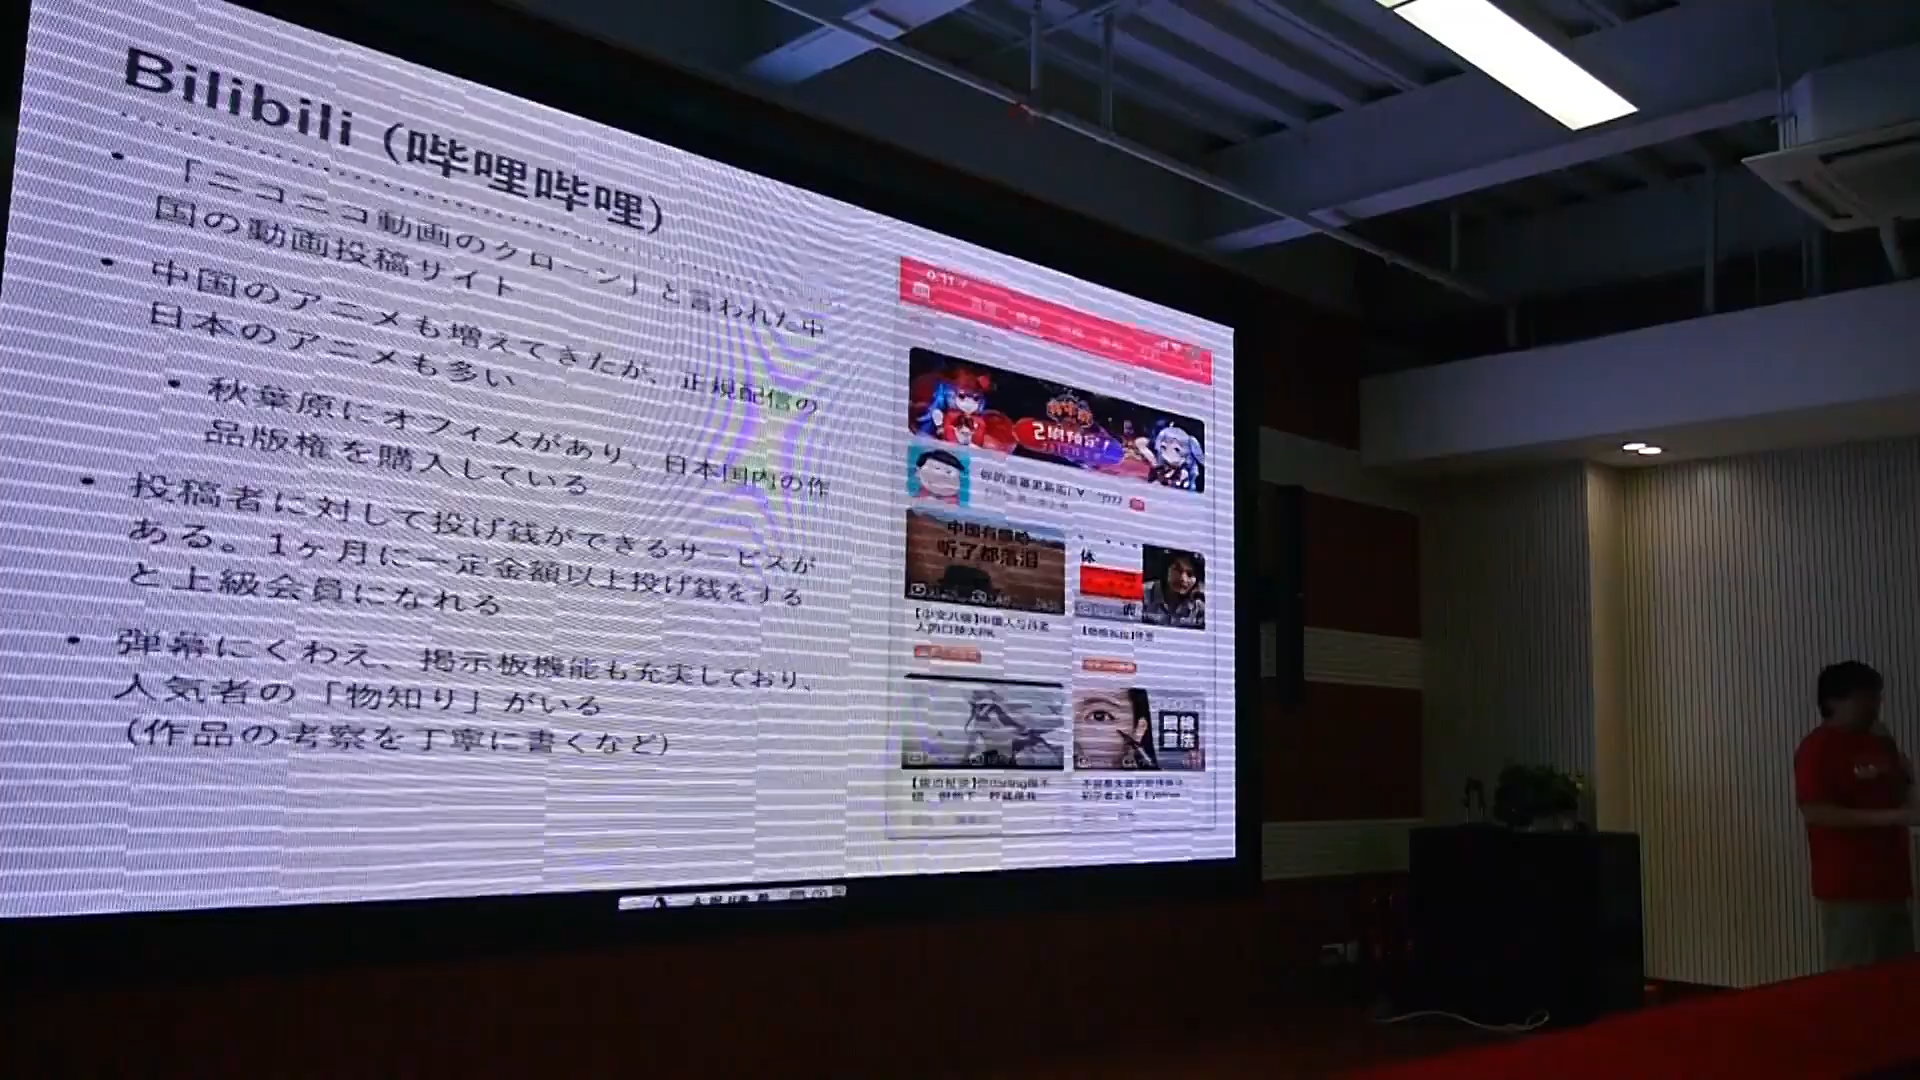 Bilibili（哔哩哔哩）
・「ニコニコ動画のクローン」と言われた中
国の動画投稿サイト
・中国のアニメも増えてきたが、正規配信の
日本のアニメも多い
・秋葉原にオフィスがあり、日本国内の作
品版権を購入している
・投稿者に対して投げ銭ができるサービスが
ある。1ヶ月に一定金額以上投げ銭をする
と上級会員になれる
・弾幕にくわえ、掲示板機能も充実しており、
人気者の「物知り」がいる
(作品の考察を丁寧に書くなど)
中国有嘻哈
听了都落泪
体